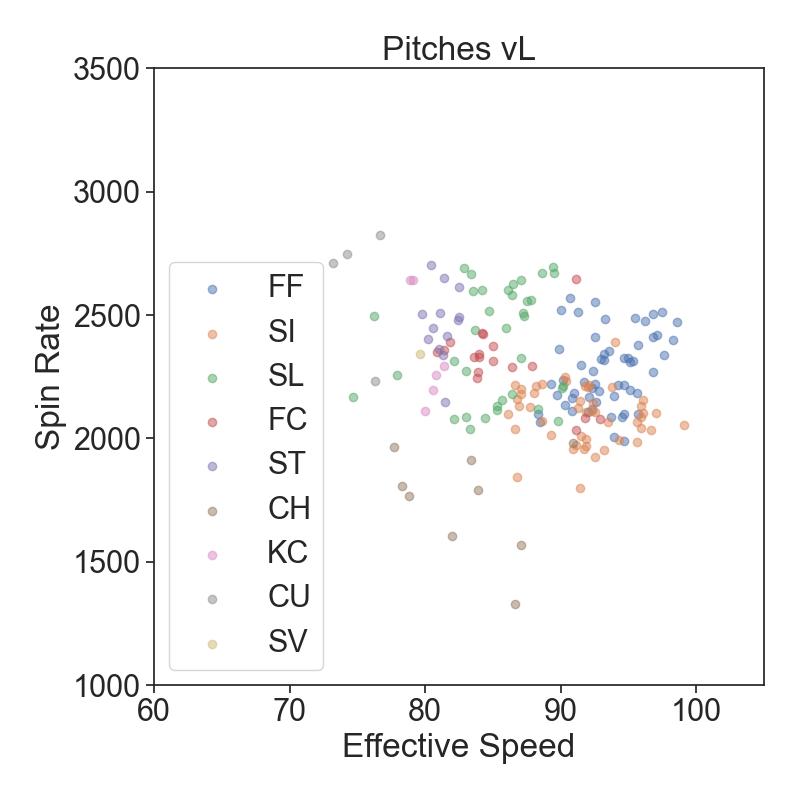 Pitches vL
3500
3000
2500
2000
1500
1000
Spin Rate
FF
SI
SL
FC
ST
CH
KC
CU
SV
60 70 80 90 100
Effective Speed